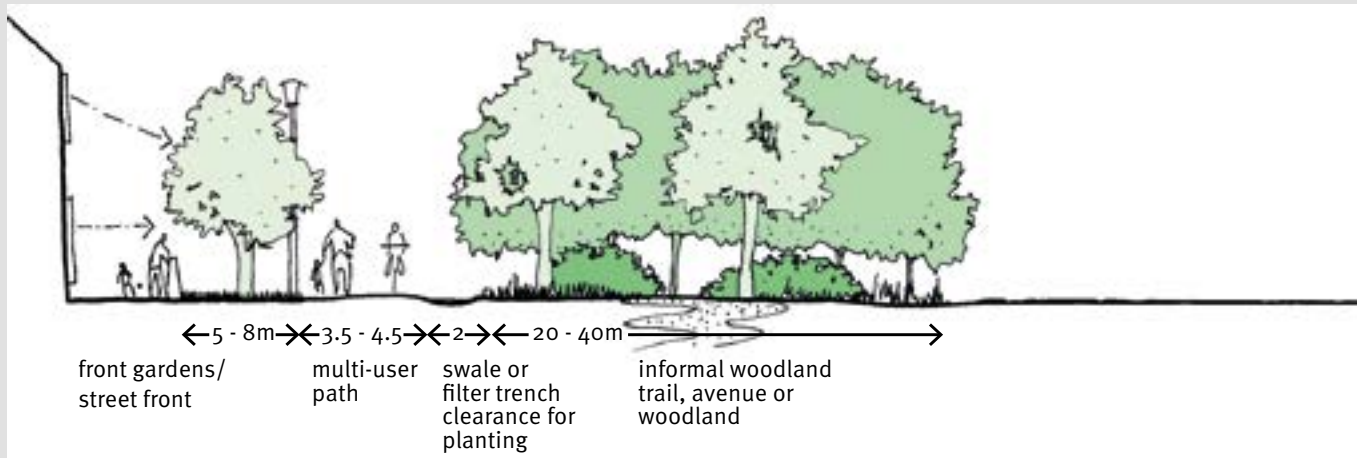 5 - 8m
3.5 - 4.5
2
20 - 40m
front gardens/
street front
multi-user
path
swale or
filter trench
clearance for
planting
informal woodland
trail, avenue or
woodland